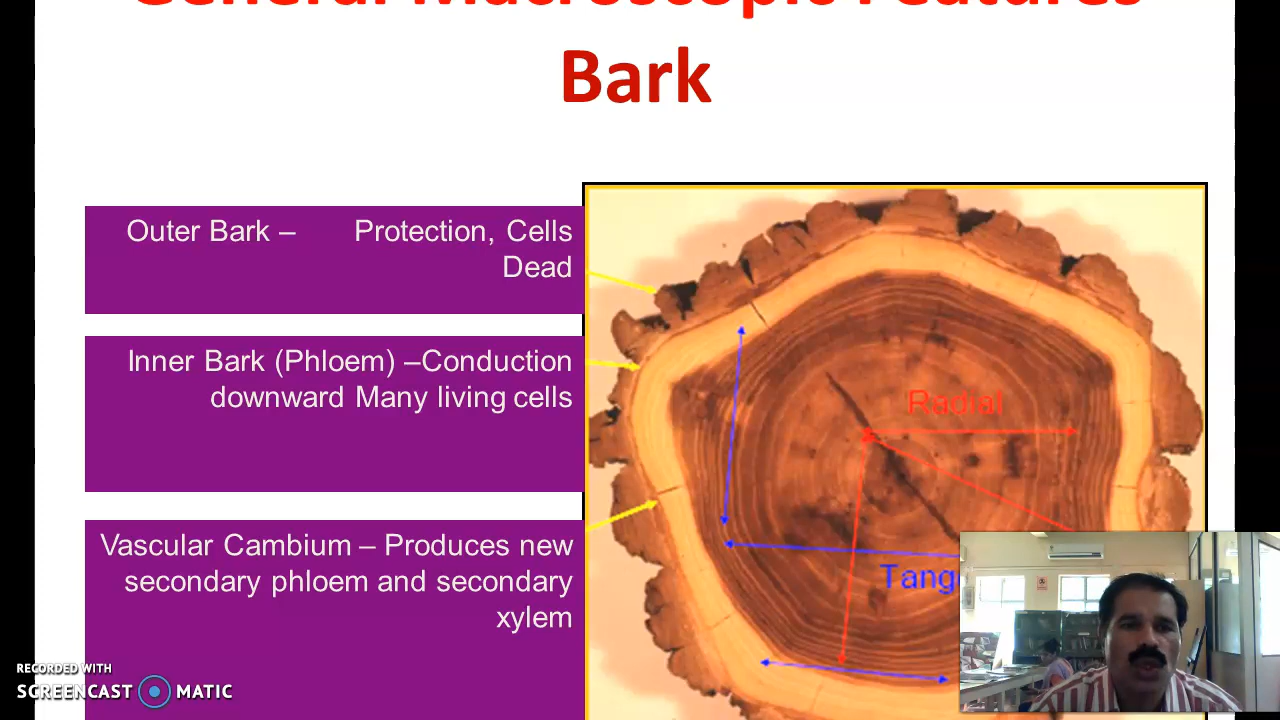 General Macroscopic Features
Bark
Outer Bark – Protection, Cells
Dead
Inner Bark (Phloem) –Conduction
downward Many living cells
Vascular Cambium – Produces new
secondary phloem and secondary
xylem
Radial
Tang
RECORDED WITH
SCREENCAST MATIC